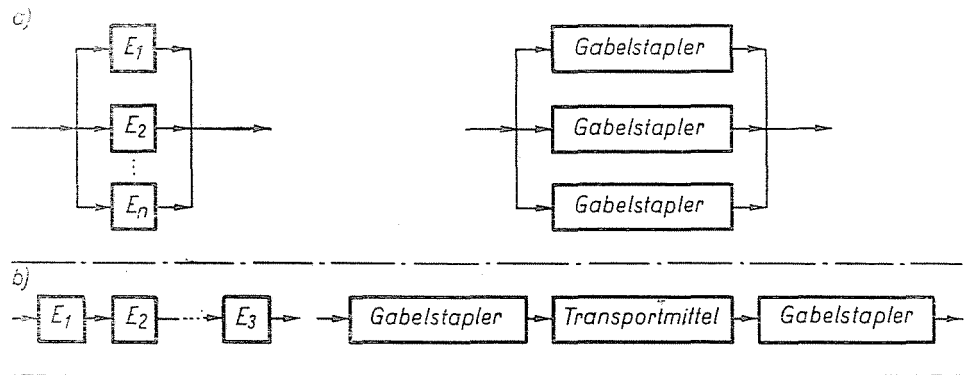 a)
E1
Gabelstapler
E2
Gabelstapler
⋮
En
Gabelstapler
b)
E1 E2 E3 Gabelstapler Transportmittel Gabelstapler